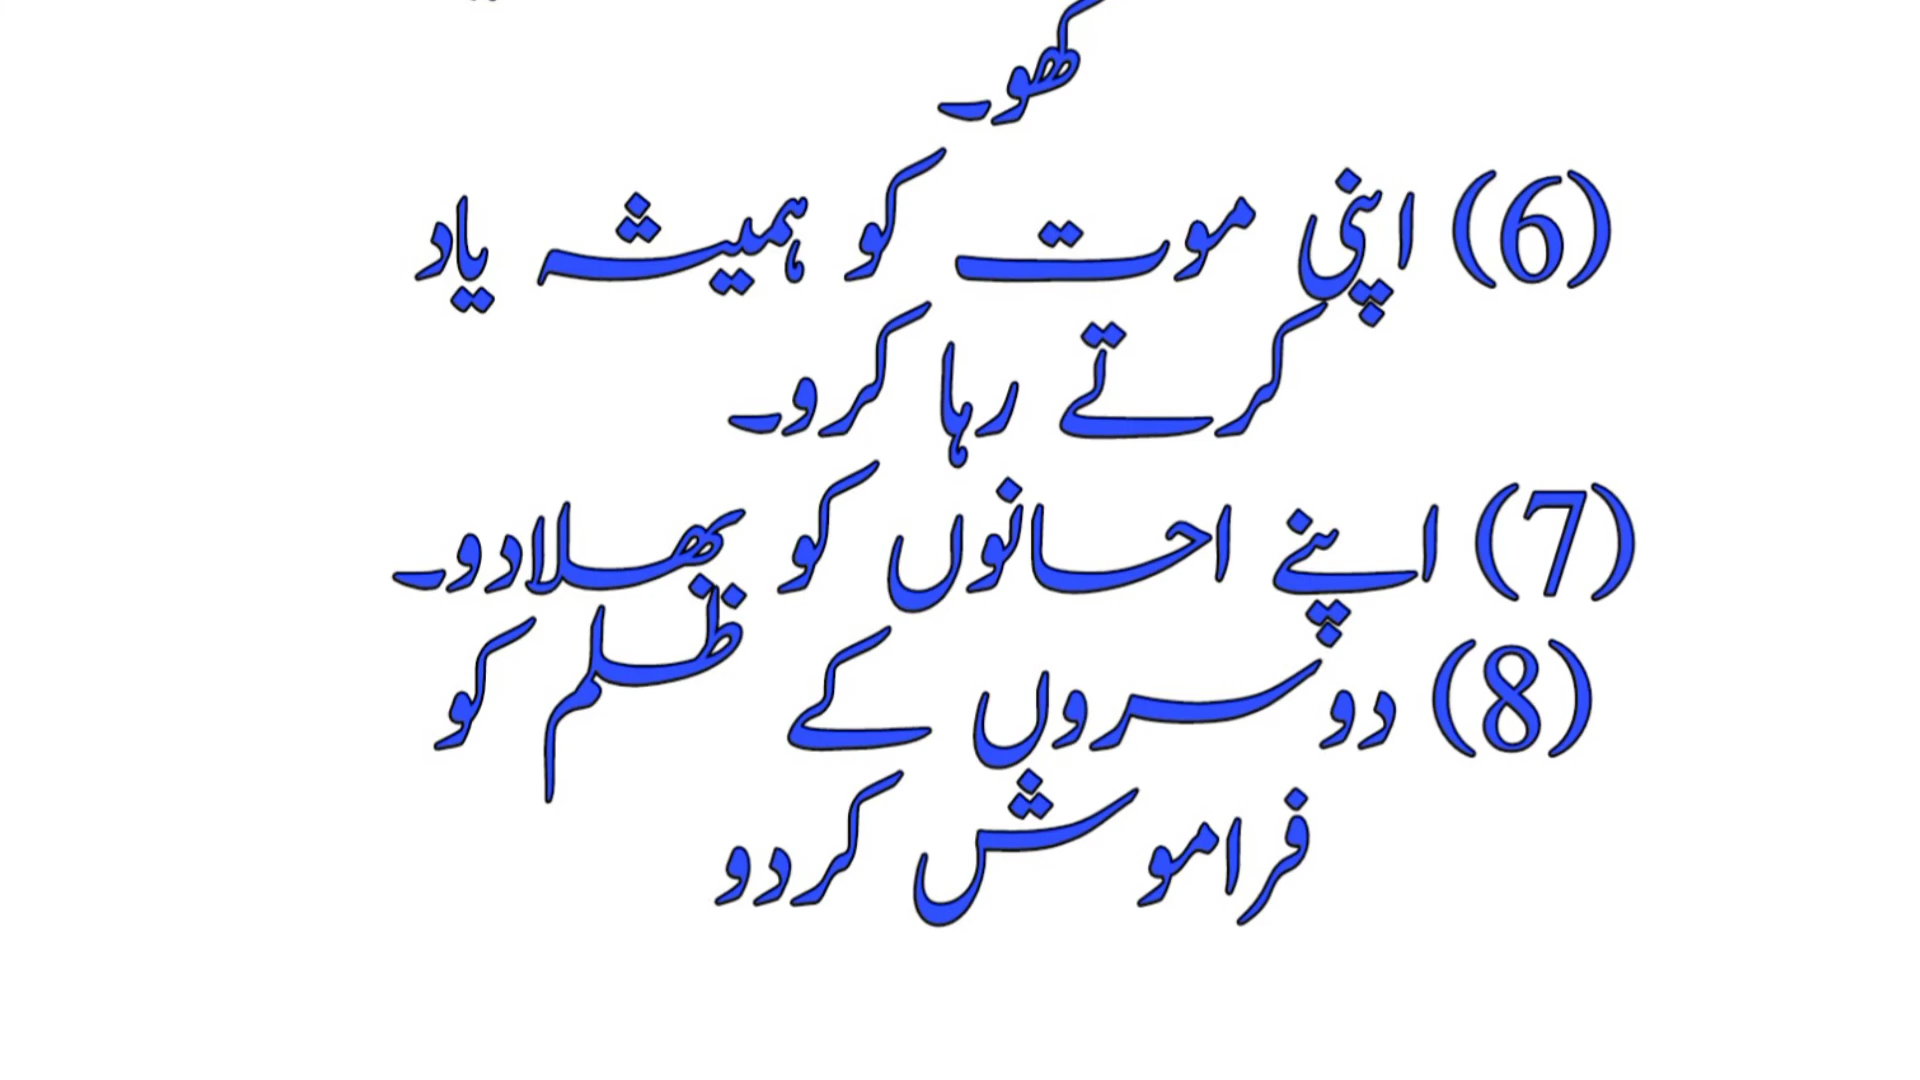 کھو۔
(6) اپنی موت کو ہمیشہ یاد
کرتے رہا کرو۔
(7) اپنے احسانوں کو بھلادو۔
(8) دوسروں کے ظلم کو
فراموش کردو